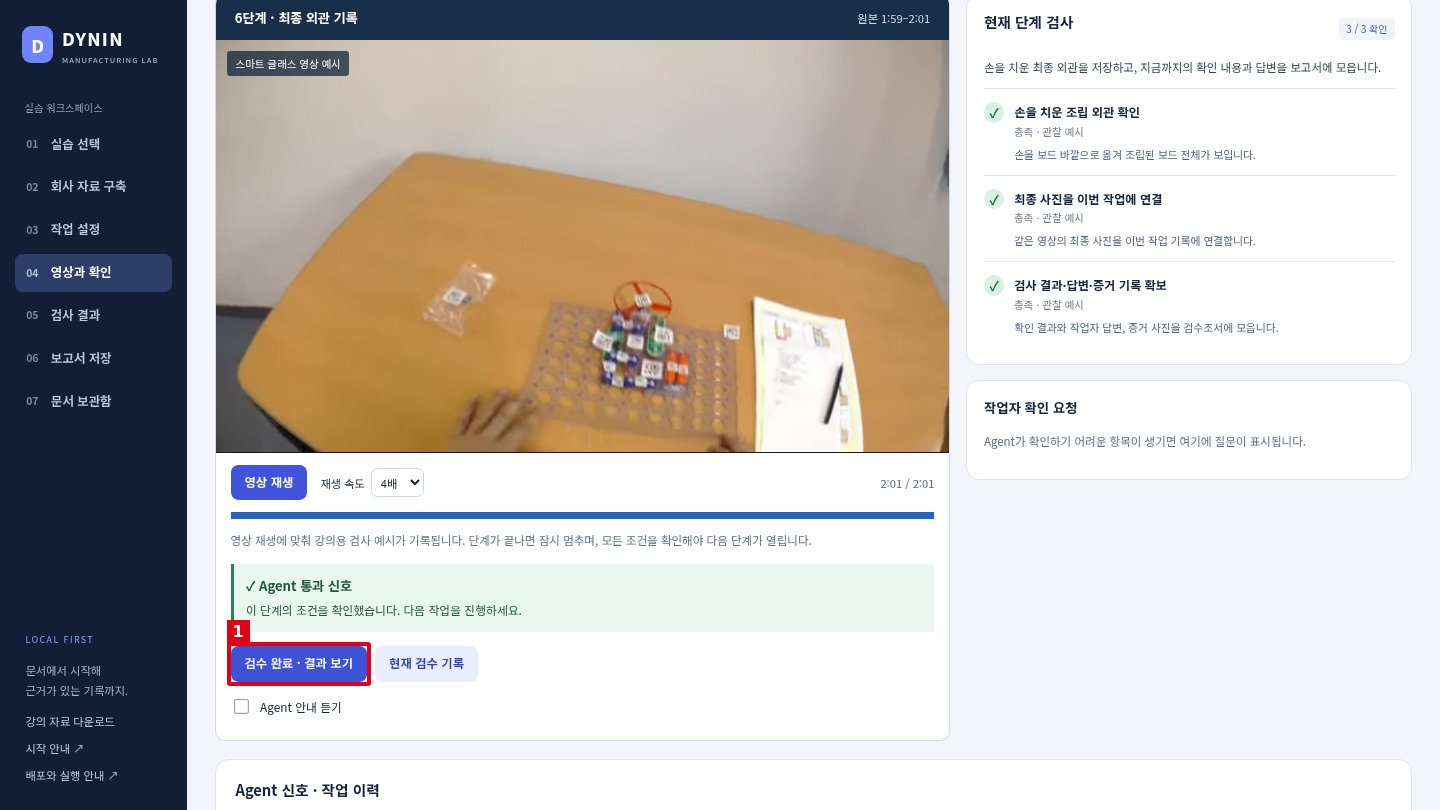 D
DYNIN
MANUFACTURING LAB
실습 워크스페이스
01 실습 선택
02 회사 자료 구축
03 작업 설정
04 영상과 확인
05 검사 결과
06 보고서 저장
07 문서 보관함
LOCAL FIRST
문서에서 시작해
근거가 있는 기록까지.
강의 자료 다운로드
시작 안내 ↗
배포와 실행 안내 ↗
6단계 · 최종 외관 기록
원본 1:59–2:01
스마트 글래스 영상 예시
영상 재생
재생 속도
4배
2:01 / 2:01
영상 재생에 맞춰 강의용 검사 예시가 기록됩니다. 단계가 끝나면 잠시 멈추며, 모든 조건을 확인해야 다음 단계가 열립니다.
✓ Agent 통과 신호
이 단계의 조건을 확인했습니다. 다음 작업을 진행하세요.
1
검수 완료 · 결과 보기
현재 검수 기록
Agent 안내 듣기
Agent 신호 · 작업 이력
현재 단계 검사
3 / 3 확인
손을 치운 최종 외관을 저장하고, 지금까지의 확인 내용과 답변을 보고서에 모읍니다.
✓ 손을 치운 조립 외관 확인
충족 · 관찰 예시
손을 보드 바깥으로 옮겨 조립된 보드 전체가 보입니다.
✓ 최종 사진을 이번 작업에 연결
충족 · 관찰 예시
같은 영상의 최종 사진을 이번 작업 기록에 연결합니다.
✓ 검사 결과·답변·증거 기록 확보
충족 · 관찰 예시
확인 결과와 작업자 답변, 증거 사진을 검수조서에 모읍니다.
작업자 확인 요청
Agent가 확인하기 어려운 항목이 생기면 여기에 질문이 표시됩니다.